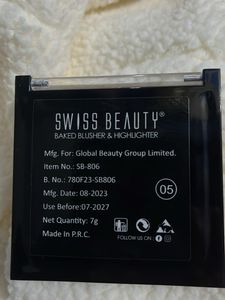 SWISS BEAUTY®
BAKED BLUSHER & HIGHLIGHTER
Mfg. For: Global Beauty Group Limited.
Item No.: SB-806
B. No.: 780F23-SB806
Mfg. Date: 08-2023
05
Use Before:07-2027
Net Quantity: 7g
Made In P.R.C.
FOLLOW US ON